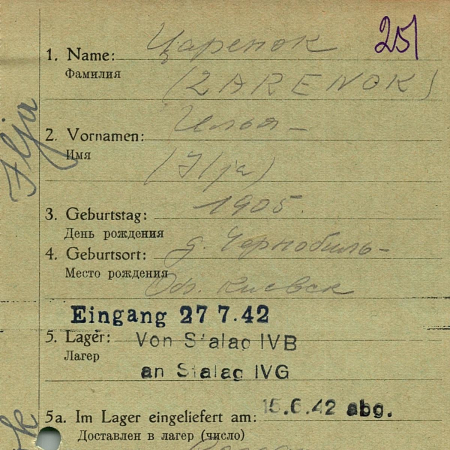 1. Name: Царенок 251
Фамилия
(ZARENOK)
2. Vornamen: Илья -
Имя
Ilja
(Ilja)
3. Geburtstag: 1905.
День рождения
д. Чернобиль-
4. Geburtsort:
Место рождения Об. Киевск
Eingang 27 7.42
5. Lager: Von Stalag IVB
Лагер
an Stalag IVG
5a. Im Lager eingeliefert am: 15.6.42 abg.
Доставлен в лагер (число)